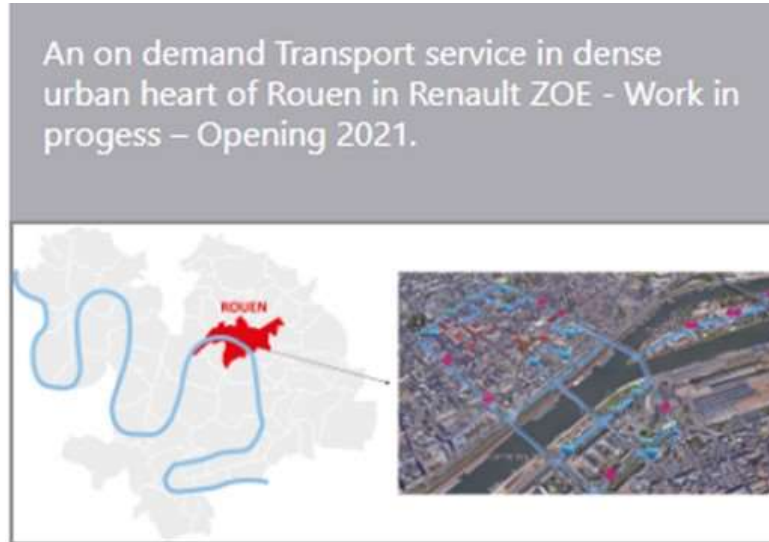 An on demand Transport service in dense
urban heart of Rouen in Renault ZOE - Work in
progess – Opening 2021.
ROUEN